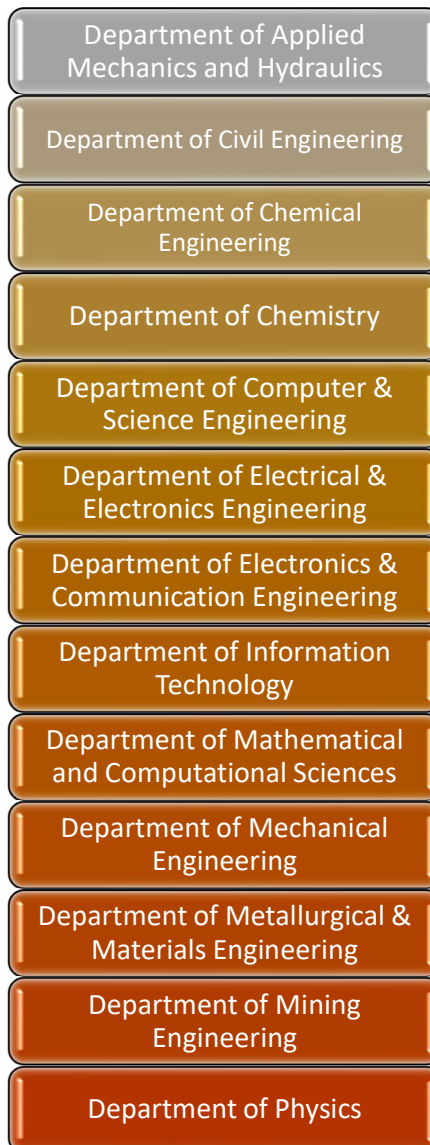 Department of Applied
Mechanics and Hydraulics
Department of Civil Engineering
Department of Chemical
Engineering
Department of Chemistry
Department of Computer &
Science Engineering
Department of Electrical &
Electronics Engineering
Department of Electronics &
Communication Engineering
Department of Information
Technology
Department of Mathematical
and Computational Sciences
Department of Mechanical
Engineering
Department of Metallurgical &
Materials Engineering
Department of Mining
Engineering
Department of Physics